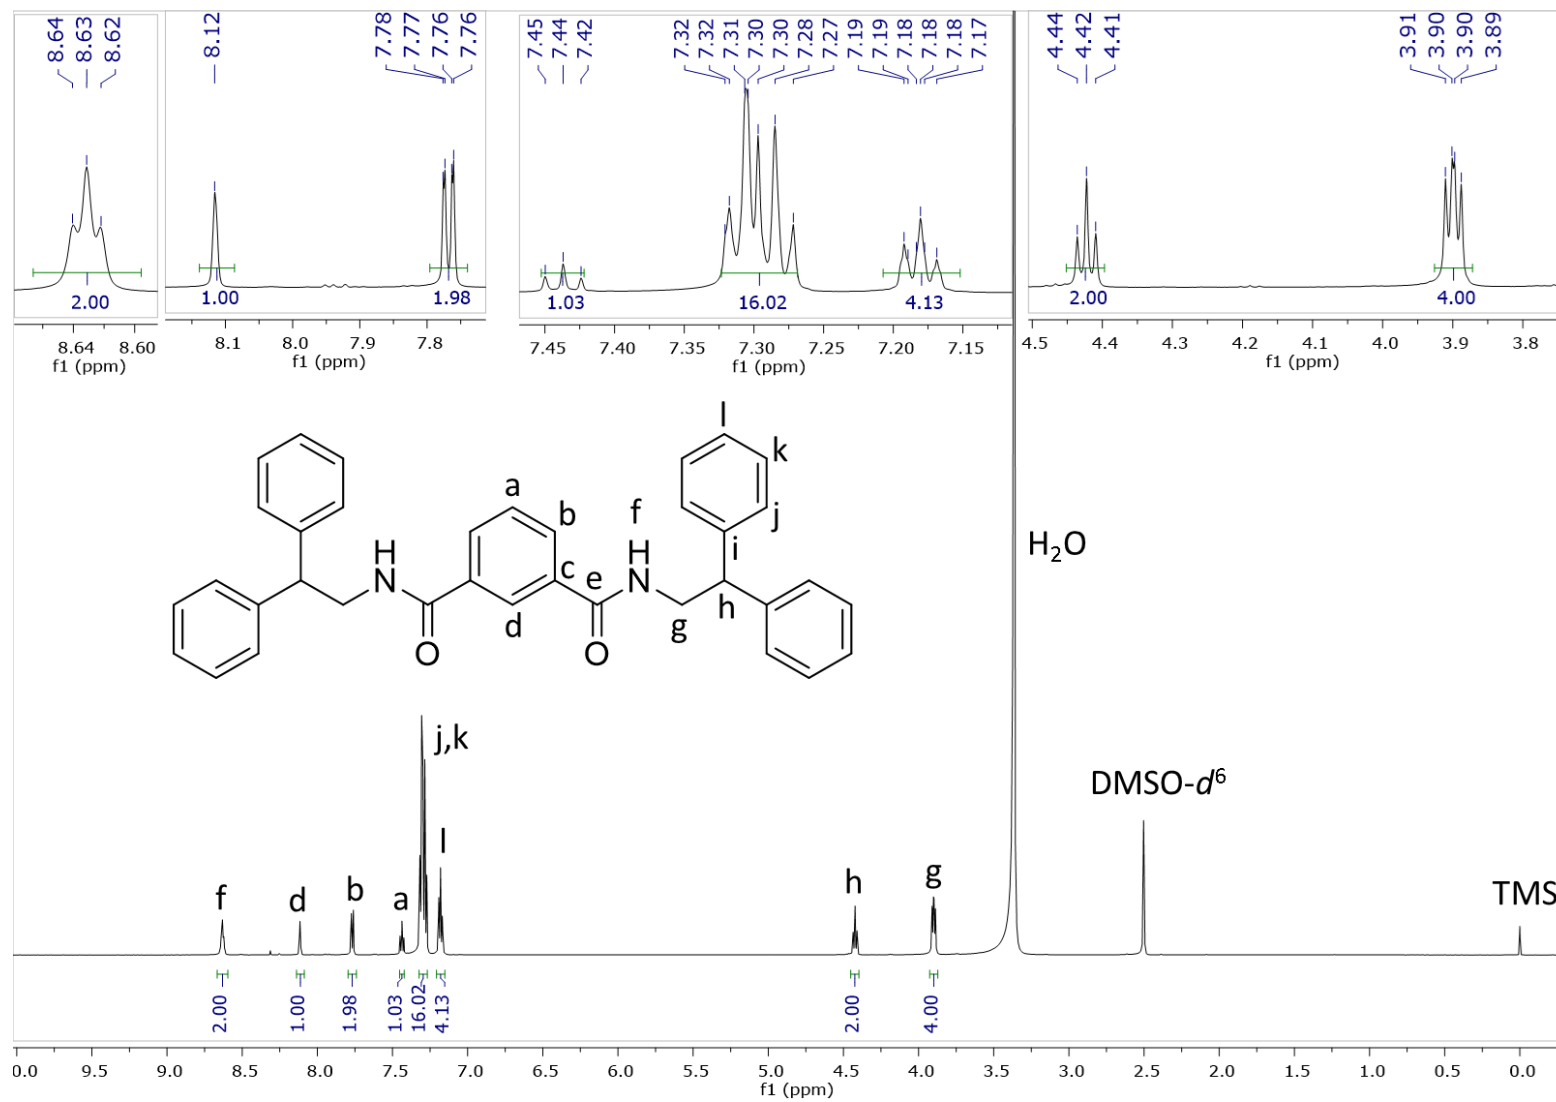 8.64 8.63 8.62
8.12
7.78 7.77 7.76 7.76
7.45 7.44 7.42
7.32 7.32 7.31 7.30 7.30 7.28 7.27 7.19 7.19 7.18 7.18 7.18 7.17
4.44 4.42 4.41
3.91 3.90 3.90 3.89
2.00
1.00 1.98
1.03 16.02 4.13
2.00 4.00
8.64 8.60
f1 (ppm)
8.1 8.0 7.9 7.8
f1 (ppm)
7.45 7.40 7.35 7.30 7.25 7.20 7.15
f1 (ppm)
4.5 4.4 4.3 4.2 4.1 4.0 3.9 3.8
f1 (ppm)
l
k
a
b f j
H H
N c e N i
d g h
O O
H₂O
DMSO-d⁶
TMS
j,k
l
f d b a h g
2.00 1.00 1.98 1.03 16.02 4.13 2.00 4.00
0.0 9.5 9.0 8.5 8.0 7.5 7.0 6.5 6.0 5.5 5.0 4.5 4.0 3.5 3.0 2.5 2.0 1.5 1.0 0.5 0.0
f1 (ppm)